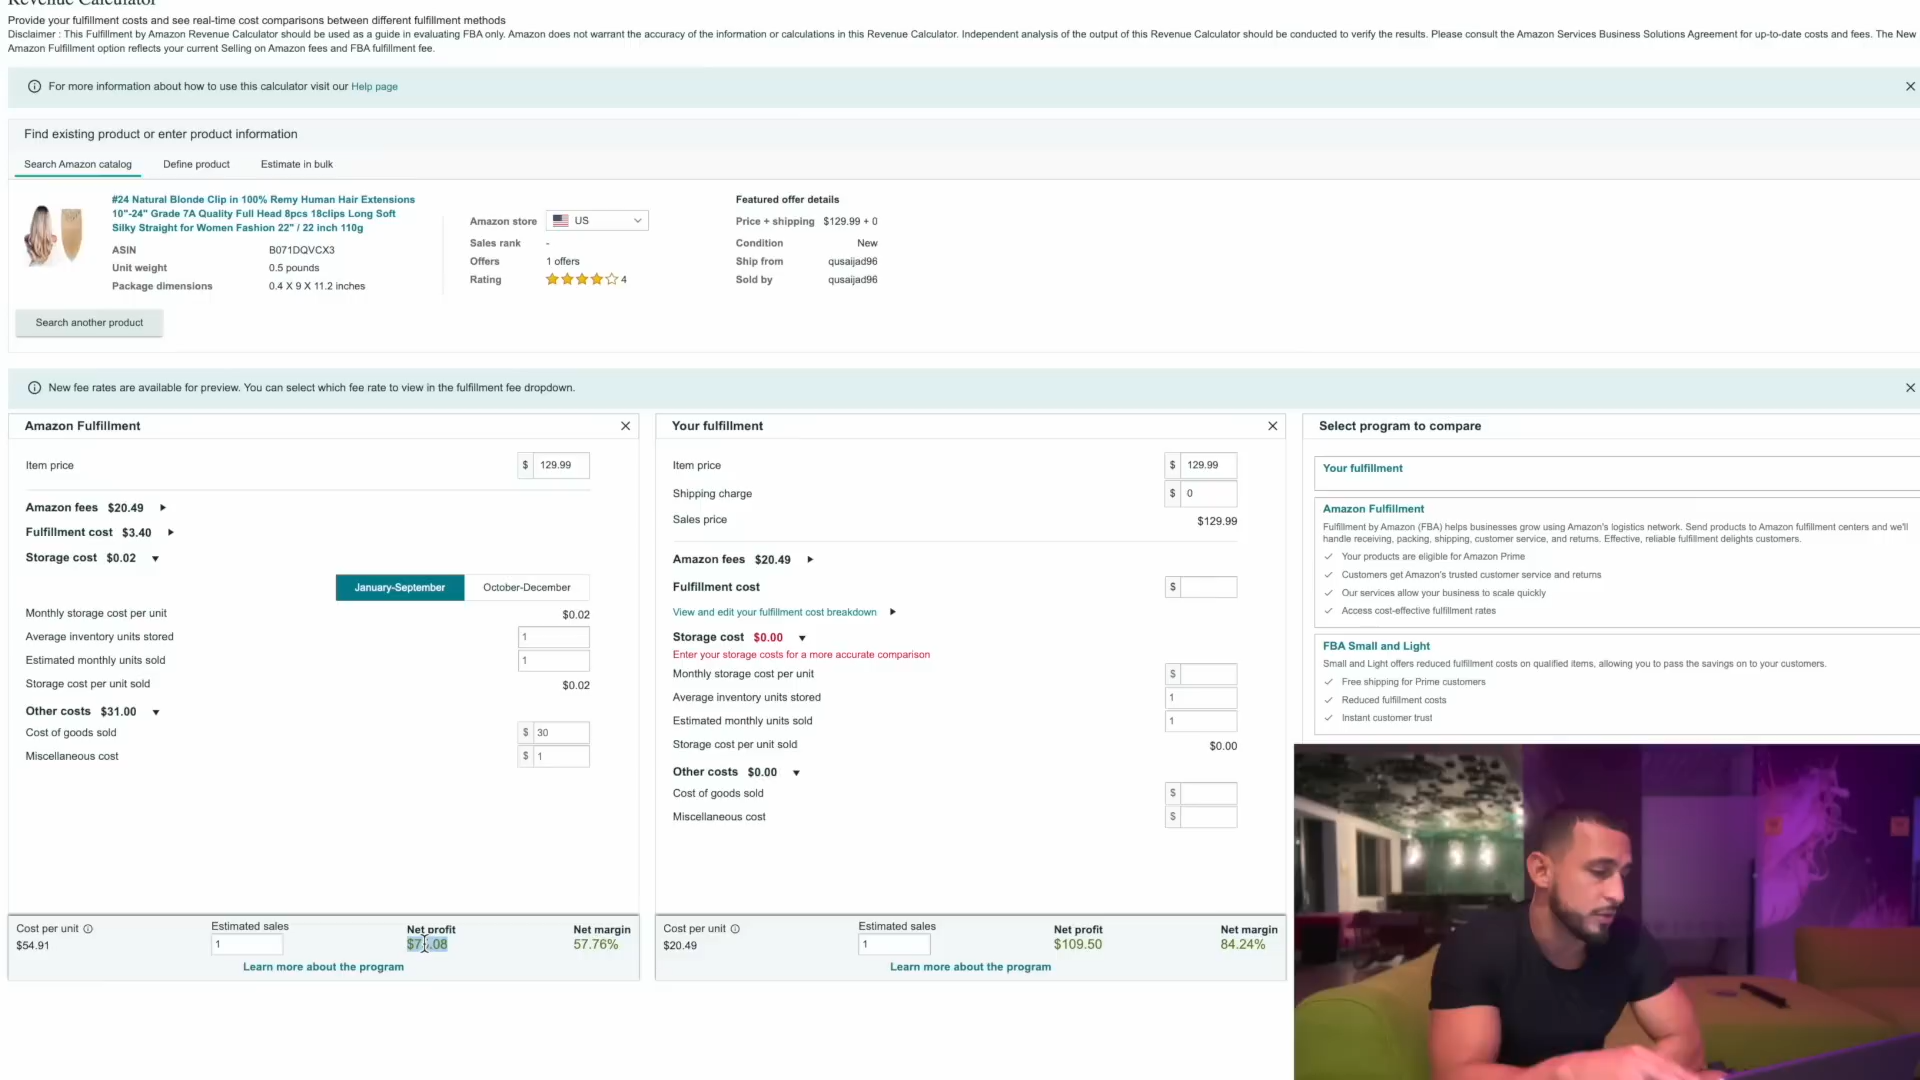 Revenue Calculator
Provide your fulfillment costs and see real-time cost comparisons between different fulfillment methods
Disclaimer : This Fulfillment by Amazon Revenue Calculator should be used as a guide in evaluating FBA only. Amazon does not warrant the accuracy of the information or calculations in this Revenue Calculator. Independent analysis of the output of this Revenue Calculator should be conducted to verify the results. Please consult the Amazon Services Business Solutions Agreement for up-to-date costs and fees. The New
Amazon Fulfillment option reflects your current Selling on Amazon fees and FBA fulfillment fee.
For more information about how to use this calculator visit our Help page
Find existing product or enter product information
Search Amazon catalog Define product Estimate in bulk
#24 Natural Blonde Clip in 100% Remy Human Hair Extensions
10"-24" Grade 7A Quality Full Head 8pcs 18clips Long Soft
Silky Straight for Women Fashion 22" / 22 inch 110g
ASIN B071DQVCX3
Unit weight 0.5 pounds
Package dimensions 0.4 X 9 X 11.2 inches
Amazon store US
Sales rank -
Offers 1 offers
Rating 4
Featured offer details
Price + shipping $129.99 + 0
Condition New
Ship from qusaijad96
Sold by qusaijad96
Search another product
New fee rates are available for preview. You can select which fee rate to view in the fulfillment fee dropdown.
Amazon Fulfillment
Item price $ 129.99
Amazon fees $20.49
Fulfillment cost $3.40
Storage cost $0.02
January-September October-December
Monthly storage cost per unit $0.02
Average inventory units stored 1
Estimated monthly units sold 1
Storage cost per unit sold $0.02
Other costs $31.00
Cost of goods sold $ 30
Miscellaneous cost $ 1
Cost per unit Estimated sales Net profit Net margin
$54.91 1 57.76%
Learn more about the program
Your fulfillment
Item price $ 129.99
Shipping charge $ 0
Sales price $129.99
Amazon fees $20.49
Fulfillment cost $
View and edit your fulfillment cost breakdown
Storage cost $0.00
Enter your storage costs for a more accurate comparison
Monthly storage cost per unit $
Average inventory units stored 1
Estimated monthly units sold 1
Storage cost per unit sold $0.00
Other costs $0.00
Cost of goods sold $
Miscellaneous cost $
Cost per unit Estimated sales Net profit Net margin
$20.49 1 $109.50 84.24%
Learn more about the program
Select program to compare
Your fulfillment
Amazon Fulfillment
Fulfillment by Amazon (FBA) helps businesses grow using Amazon's logistics network. Send products to Amazon fulfillment centers and we'll
handle receiving, packing, shipping, customer service, and returns. Effective, reliable fulfillment delights customers.
Your products are eligible for Amazon Prime
Customers get Amazon's trusted customer service and returns
Our services allow your business to scale quickly
Access cost-effective fulfillment rates
FBA Small and Light
Small and Light offers reduced fulfillment costs on qualified items, allowing you to pass the savings on to your customers.
Free shipping for Prime customers
Reduced fulfillment costs
Instant customer trust